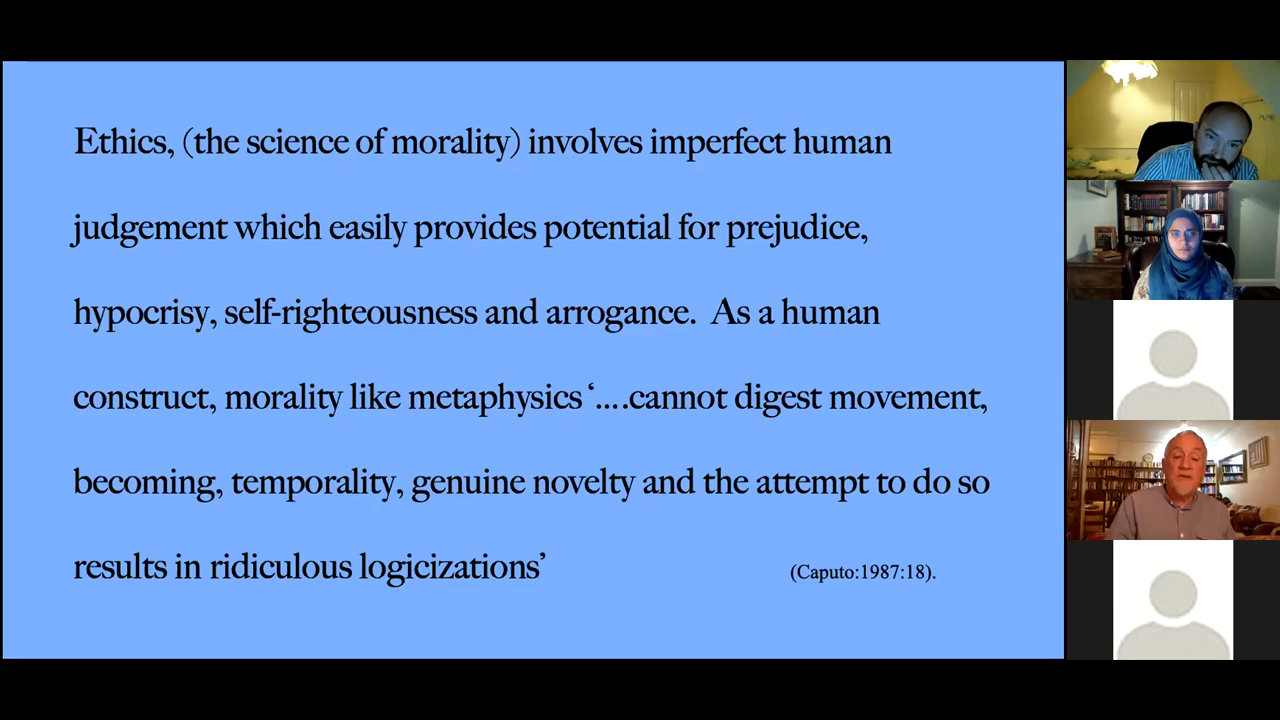 Ethics, (the science of morality) involves imperfect human
judgement which easily provides potential for prejudice,
hypocrisy, self-righteousness and arrogance.  As a human
construct, morality like metaphysics ‘….cannot digest movement,
becoming, temporality, genuine novelty and the attempt to do so
results in ridiculous logicizations’
(Caputo:1987:18).